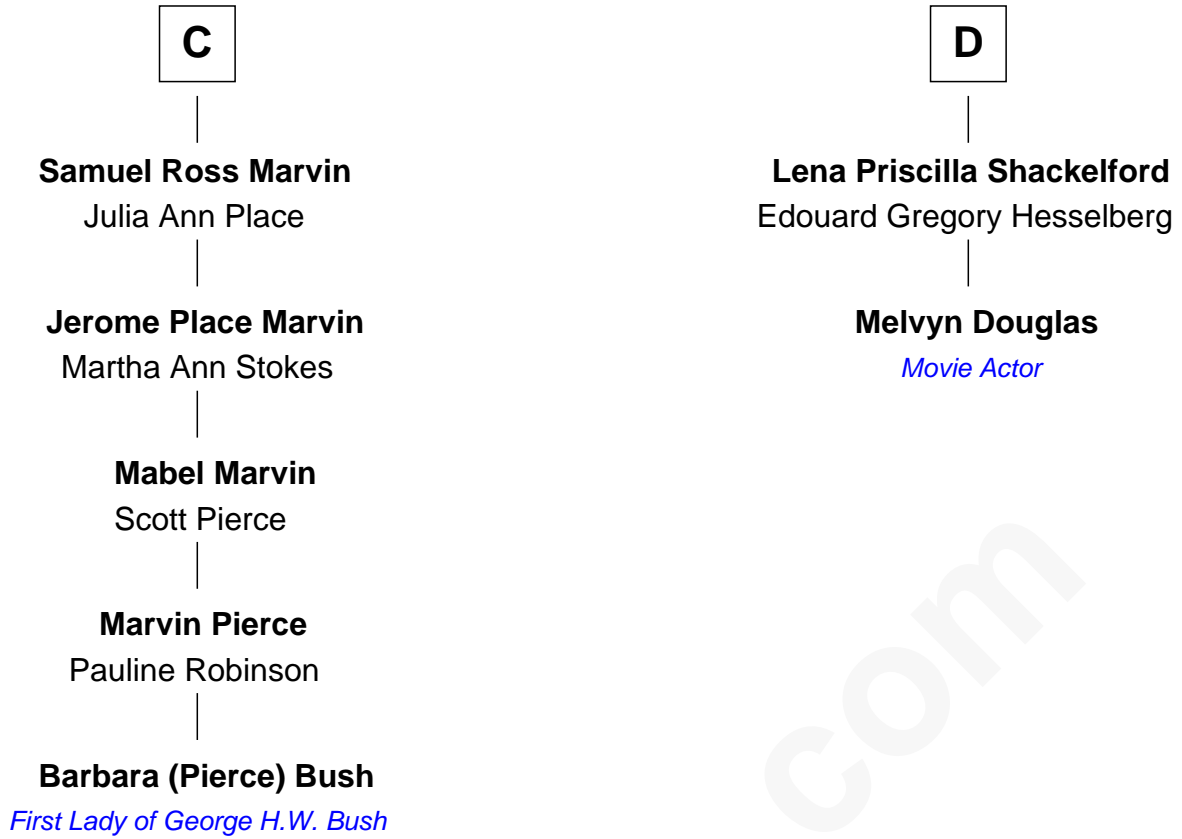 C
Samuel Ross Marvin
Julia Ann Place
Jerome Place Marvin
Martha Ann Stokes
Mabel Marvin
Scott Pierce
Marvin Pierce
Pauline Robinson
Barbara (Pierce) Bush
First Lady of George H.W. Bush
D
Lena Priscilla Shackelford
Edouard Gregory Hesselberg
Melvyn Douglas
Movie Actor
com